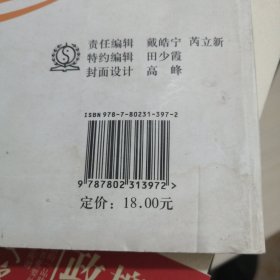 责任编辑 戴皓宁 芮立新
特约编辑 田少霞
封面设计 高峰
ISBN 978-7-80231-397-2
9 787802 313972 >
定价：18.00元